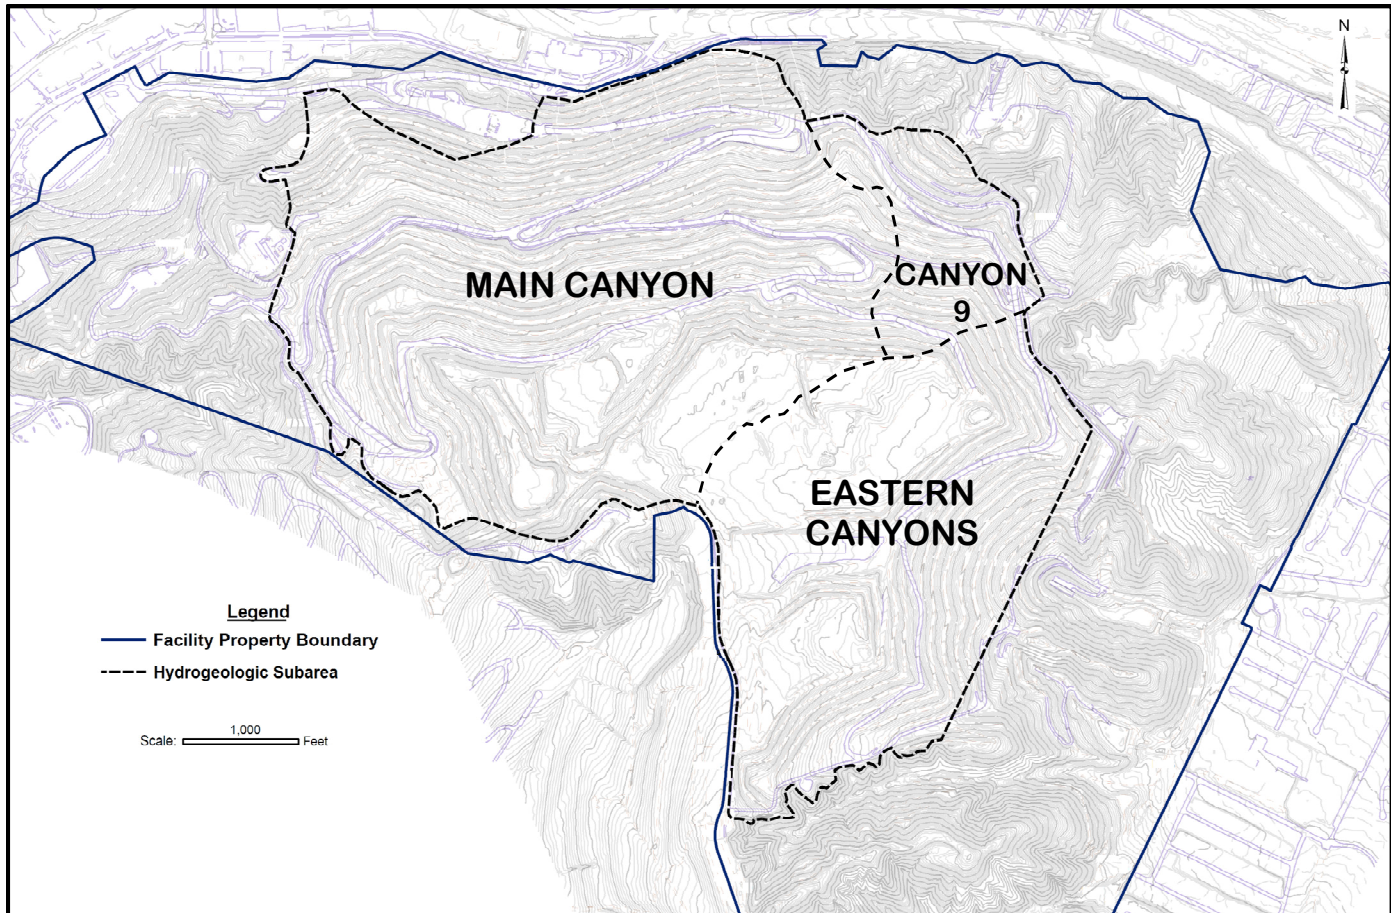 N
MAIN CANYON
CANYON
9
EASTERN
CANYONS
Legend
Facility Property Boundary
Hydrogeologic Subarea
1,000
Scale: Feet